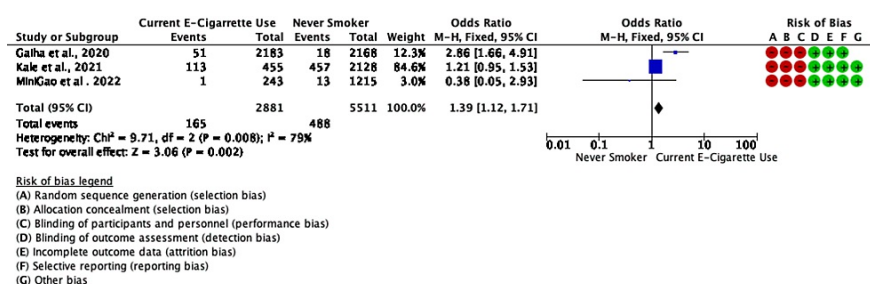 Current E-Cigarrette Use Never Smoker Odds Ratio Odds Ratio Risk of Bias
Study or Subgroup Events Total Events Total Weight M-H, Fixed, 95% CI M-H, Fixed, 95% CI A B C D E F G
Galha et al., 2020 51 2183 18 2168 12.3% 2.86 [1.66, 4.91]
Kale et al., 2021 113 455 457 2128 84.6% 1.21 [0.95, 1.53]
MiniGao et al . 2022 1 243 13 1215 3.0% 0.38 [0.05, 2.93]
Total (95% CI) 2881 5511 100.0% 1.39 [1.12, 1.71]
Total events 165 488
Heterogeneity: Chi² = 9.71, df = 2 (P = 0.008); I² = 79%
Test for overall effect: Z = 3.06 (P = 0.002)
0.01 0.1 1 10 100
Never Smoker Current E-Cigarette Use
Risk of bias legend
(A) Random sequence generation (selection bias)
(B) Allocation concealment (selection bias)
(C) Blinding of participants and personnel (performance bias)
(D) Blinding of outcome assessment (detection bias)
(E) Incomplete outcome data (attrition bias)
(F) Selective reporting (reporting bias)
(G) Other bias